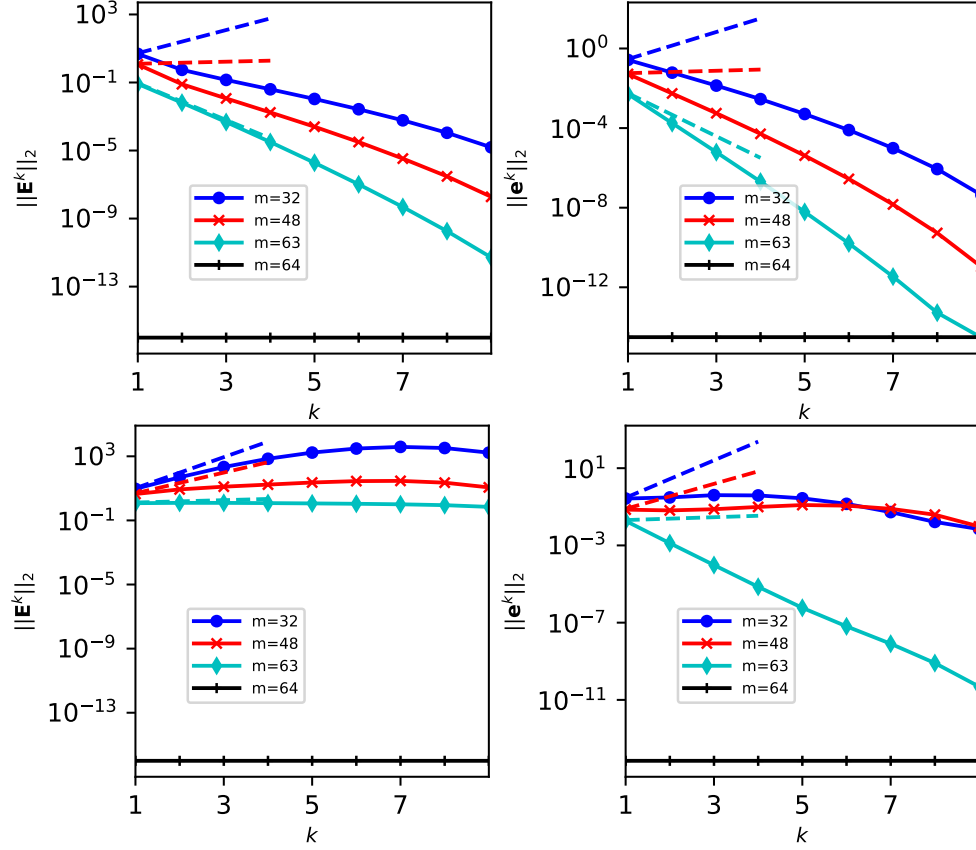 10^3
10^-1
10^-5
10^-9
10^-13
||E^k||_2
m=32
m=48
m=63
m=64
1 3 5 7
k
10^0
10^-4
10^-8
10^-12
||e^k||_2
m=32
m=48
m=63
m=64
1 3 5 7
k
10^3
10^-1
10^-5
10^-9
10^-13
||E^k||_2
m=32
m=48
m=63
m=64
1 3 5 7
k
10^1
10^-3
10^-7
10^-11
||e^k||_2
m=32
m=48
m=63
m=64
1 3 5 7
k